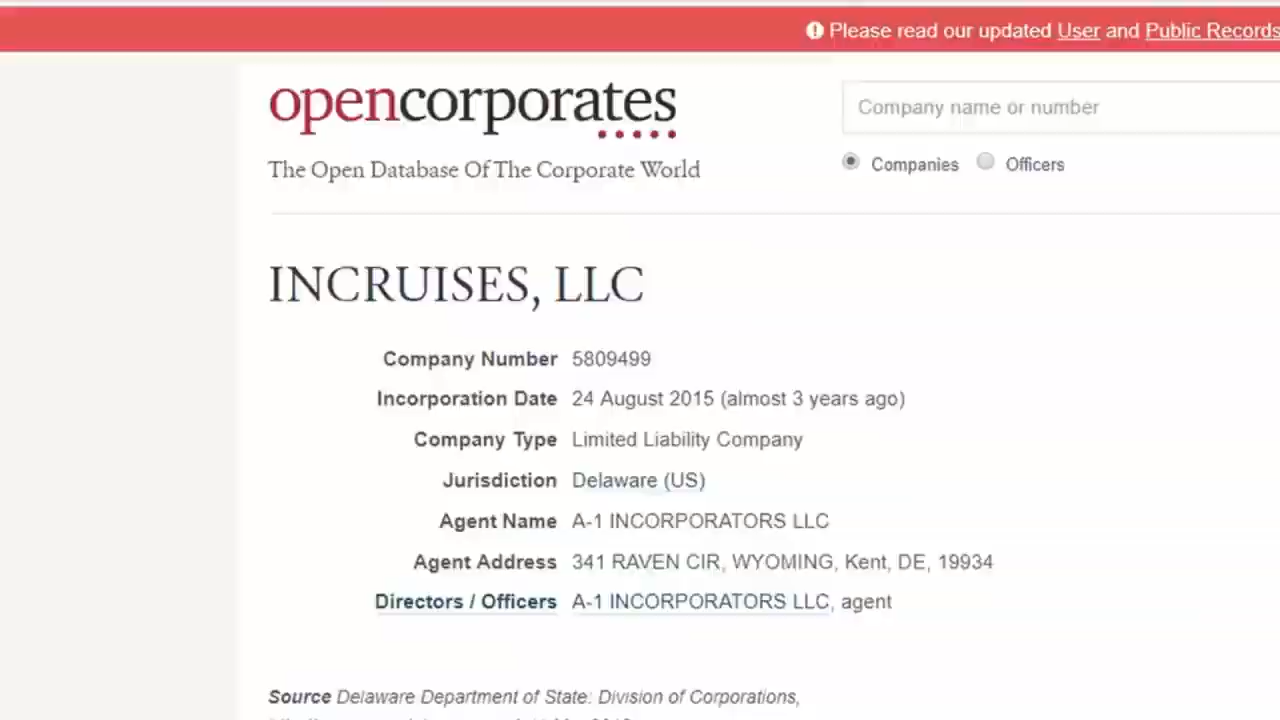 Please read our updated User and Public Records
opencorporates
Company name or number
The Open Database Of The Corporate World
Companies
Officers
INCRUISES, LLC
Company Number 5809499
Incorporation Date 24 August 2015 (almost 3 years ago)
Company Type Limited Liability Company
Jurisdiction Delaware (US)
Agent Name A-1 INCORPORATORS LLC
Agent Address 341 RAVEN CIR, WYOMING, Kent, DE, 19934
Directors / Officers A-1 INCORPORATORS LLC, agent
Source Delaware Department of State: Division of Corporations,